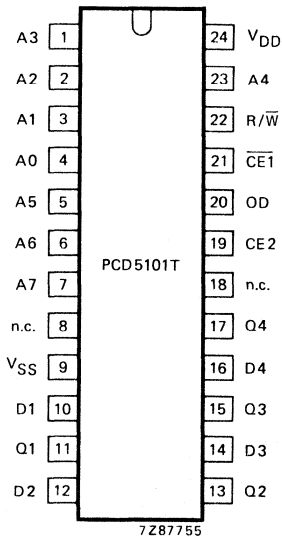 A3 1 24 VDD
A2 2 23 A4
A1 3 22 R/W̅
A0 4 21 C̅E̅1̅
A5 5 20 OD
A6 6 19 CE2
PCD5101T
A7 7 18 n.c.
n.c. 8 17 Q4
VSS 9 16 D4
D1 10 15 Q3
Q1 11 14 D3
D2 12 13 Q2
7Z87755